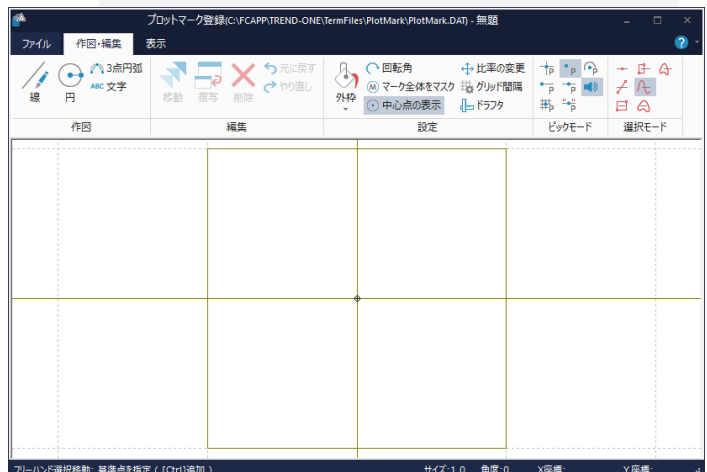 プロットマーク登録(C:\FCAPP\TREND-ONE\TermFiles\PlotMark\PlotMark.DAT) - 無題
ファイル 作図・編集 表示
線 円 3点円弧 ABC 文字
移動 複写 削除 元に戻す やり直し
外枠 回転角 M マーク全体をマスク 中心点の表示 比率の変更 グリッド間隔 ドラフタ
作図 編集 設定 ピックモード 選択モード
フリーハンド選択移動: 基準点を指定 ( [Ctrl]追加 ) サイズ:1.0 角度:0 X座標: Y座標: